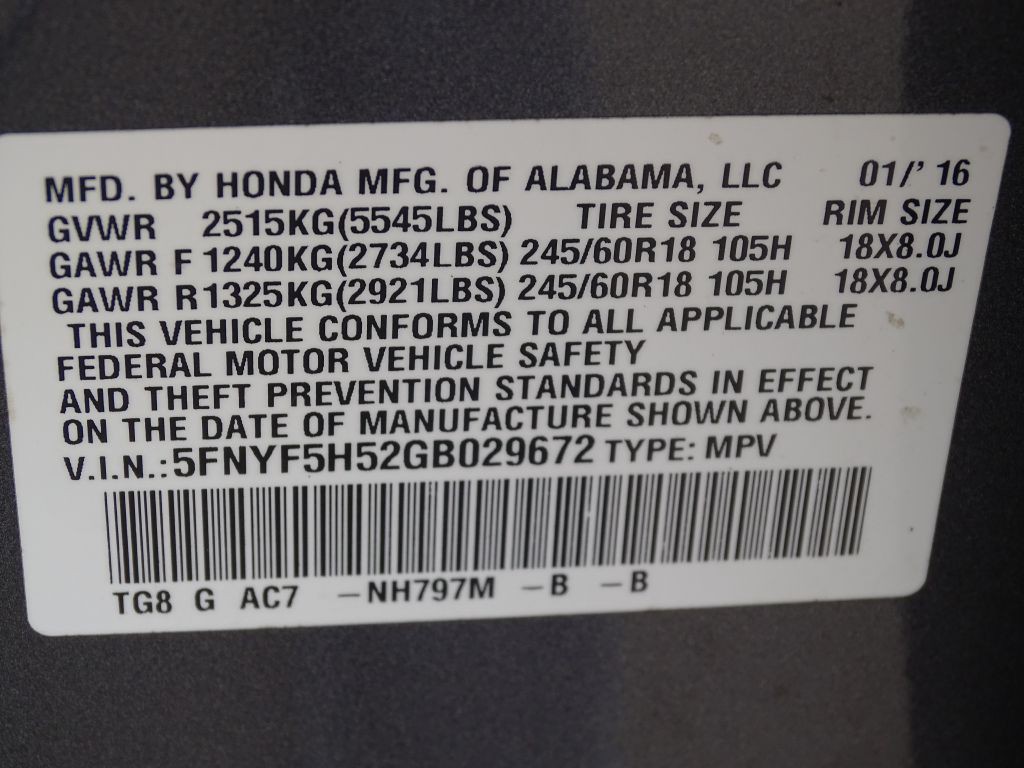 MFD. BY HONDA MFG. OF ALABAMA, LLC 01/'16
GVWR 2515KG(5545LBS) TIRE SIZE RIM SIZE
GAWR F 1240KG(2734LBS) 245/60R18 105H 18X8.0J
GAWR R 1325KG(2921LBS) 245/60R18 105H 18X8.0J
THIS VEHICLE CONFORMS TO ALL APPLICABLE
FEDERAL MOTOR VEHICLE SAFETY
AND THEFT PREVENTION STANDARDS IN EFFECT
ON THE DATE OF MANUFACTURE SHOWN ABOVE.
V.I.N.:5FNYF5H52GB029672 TYPE: MPV
TG8 G AC7 –NH797M –B –B